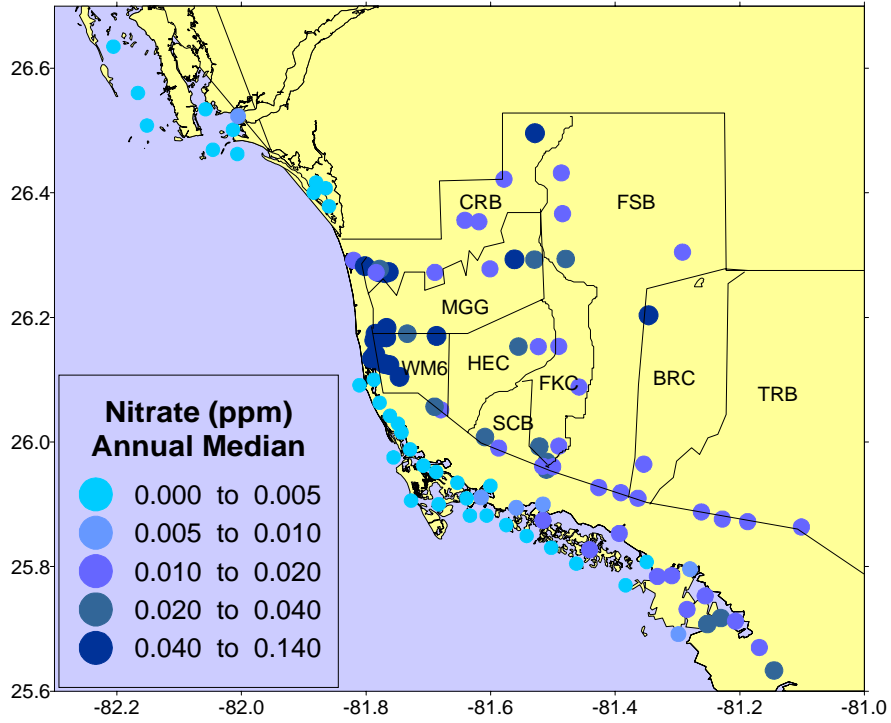 26.6
26.4
26.2
26.0
25.8
25.6
-82.2
-82.0
-81.8
-81.6
-81.4
-81.2
-81.0
CRB
FSB
MGG
WM6
HEC
FKC
SCB
BRC
TRB
Nitrate (ppm)
Annual Median
0.000 to 0.005
0.005 to 0.010
0.010 to 0.020
0.020 to 0.040
0.040 to 0.140